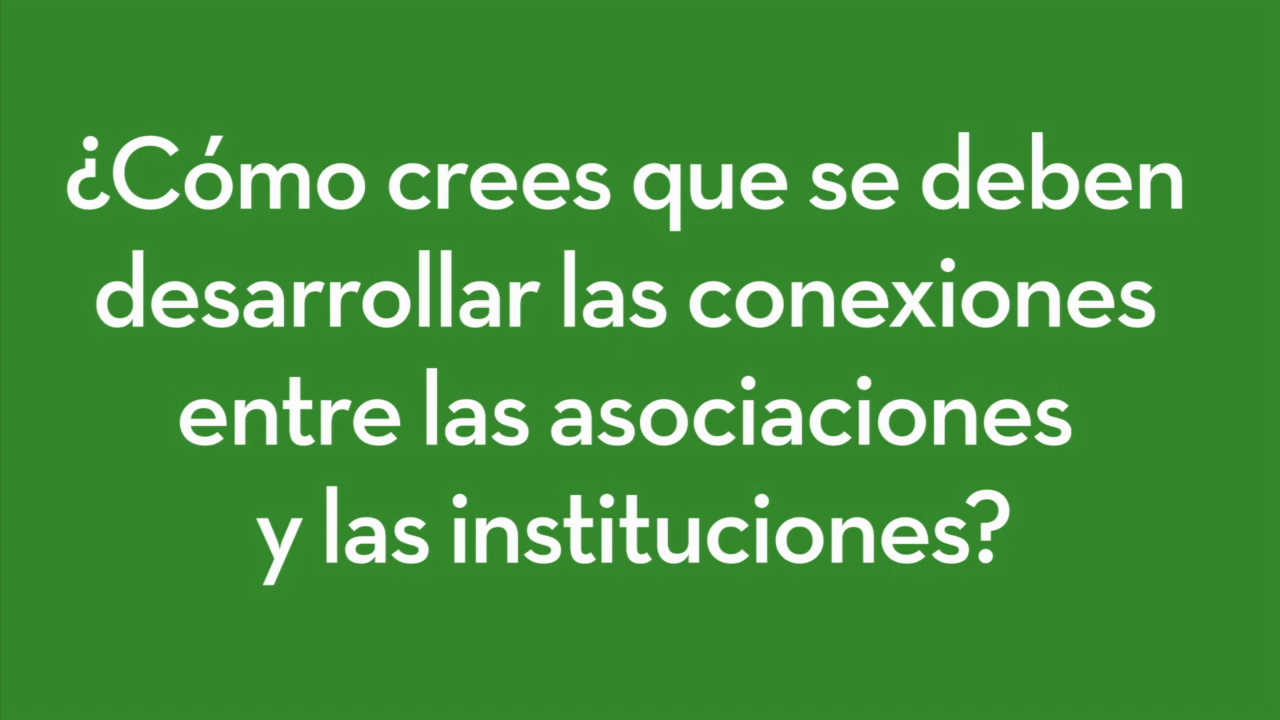 ¿Cómo crees que se deben
desarrollar las conexiones
entre las asociaciones
y las instituciones?